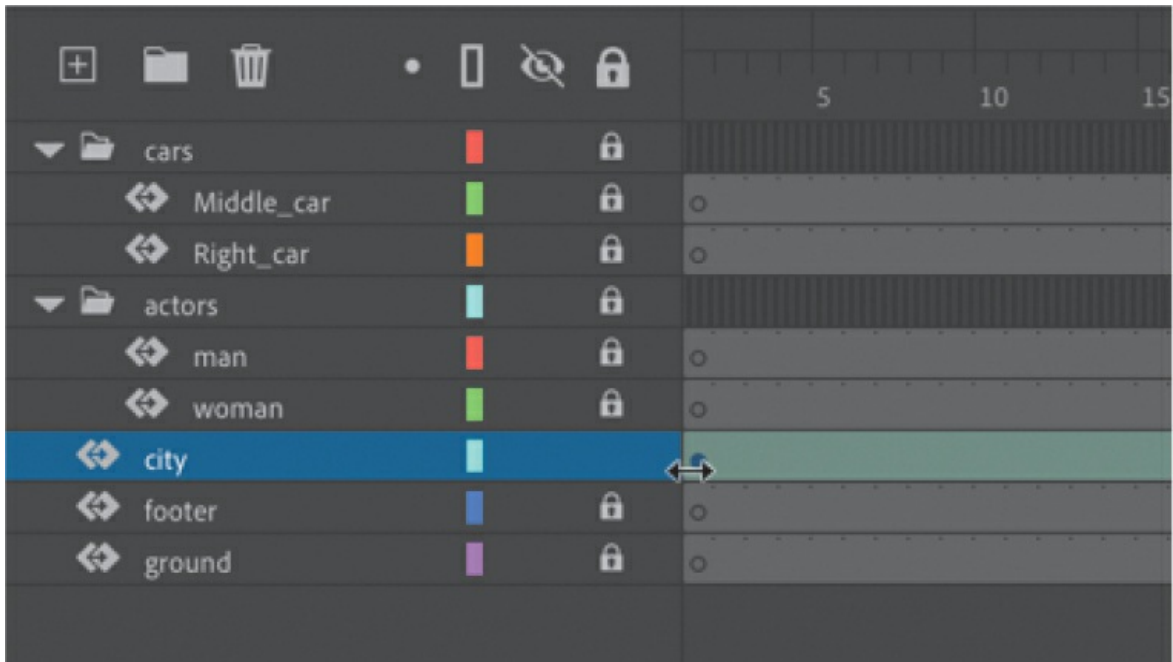 5 10 15
cars
Middle_car
Right_car
actors
man
woman
city
footer
ground